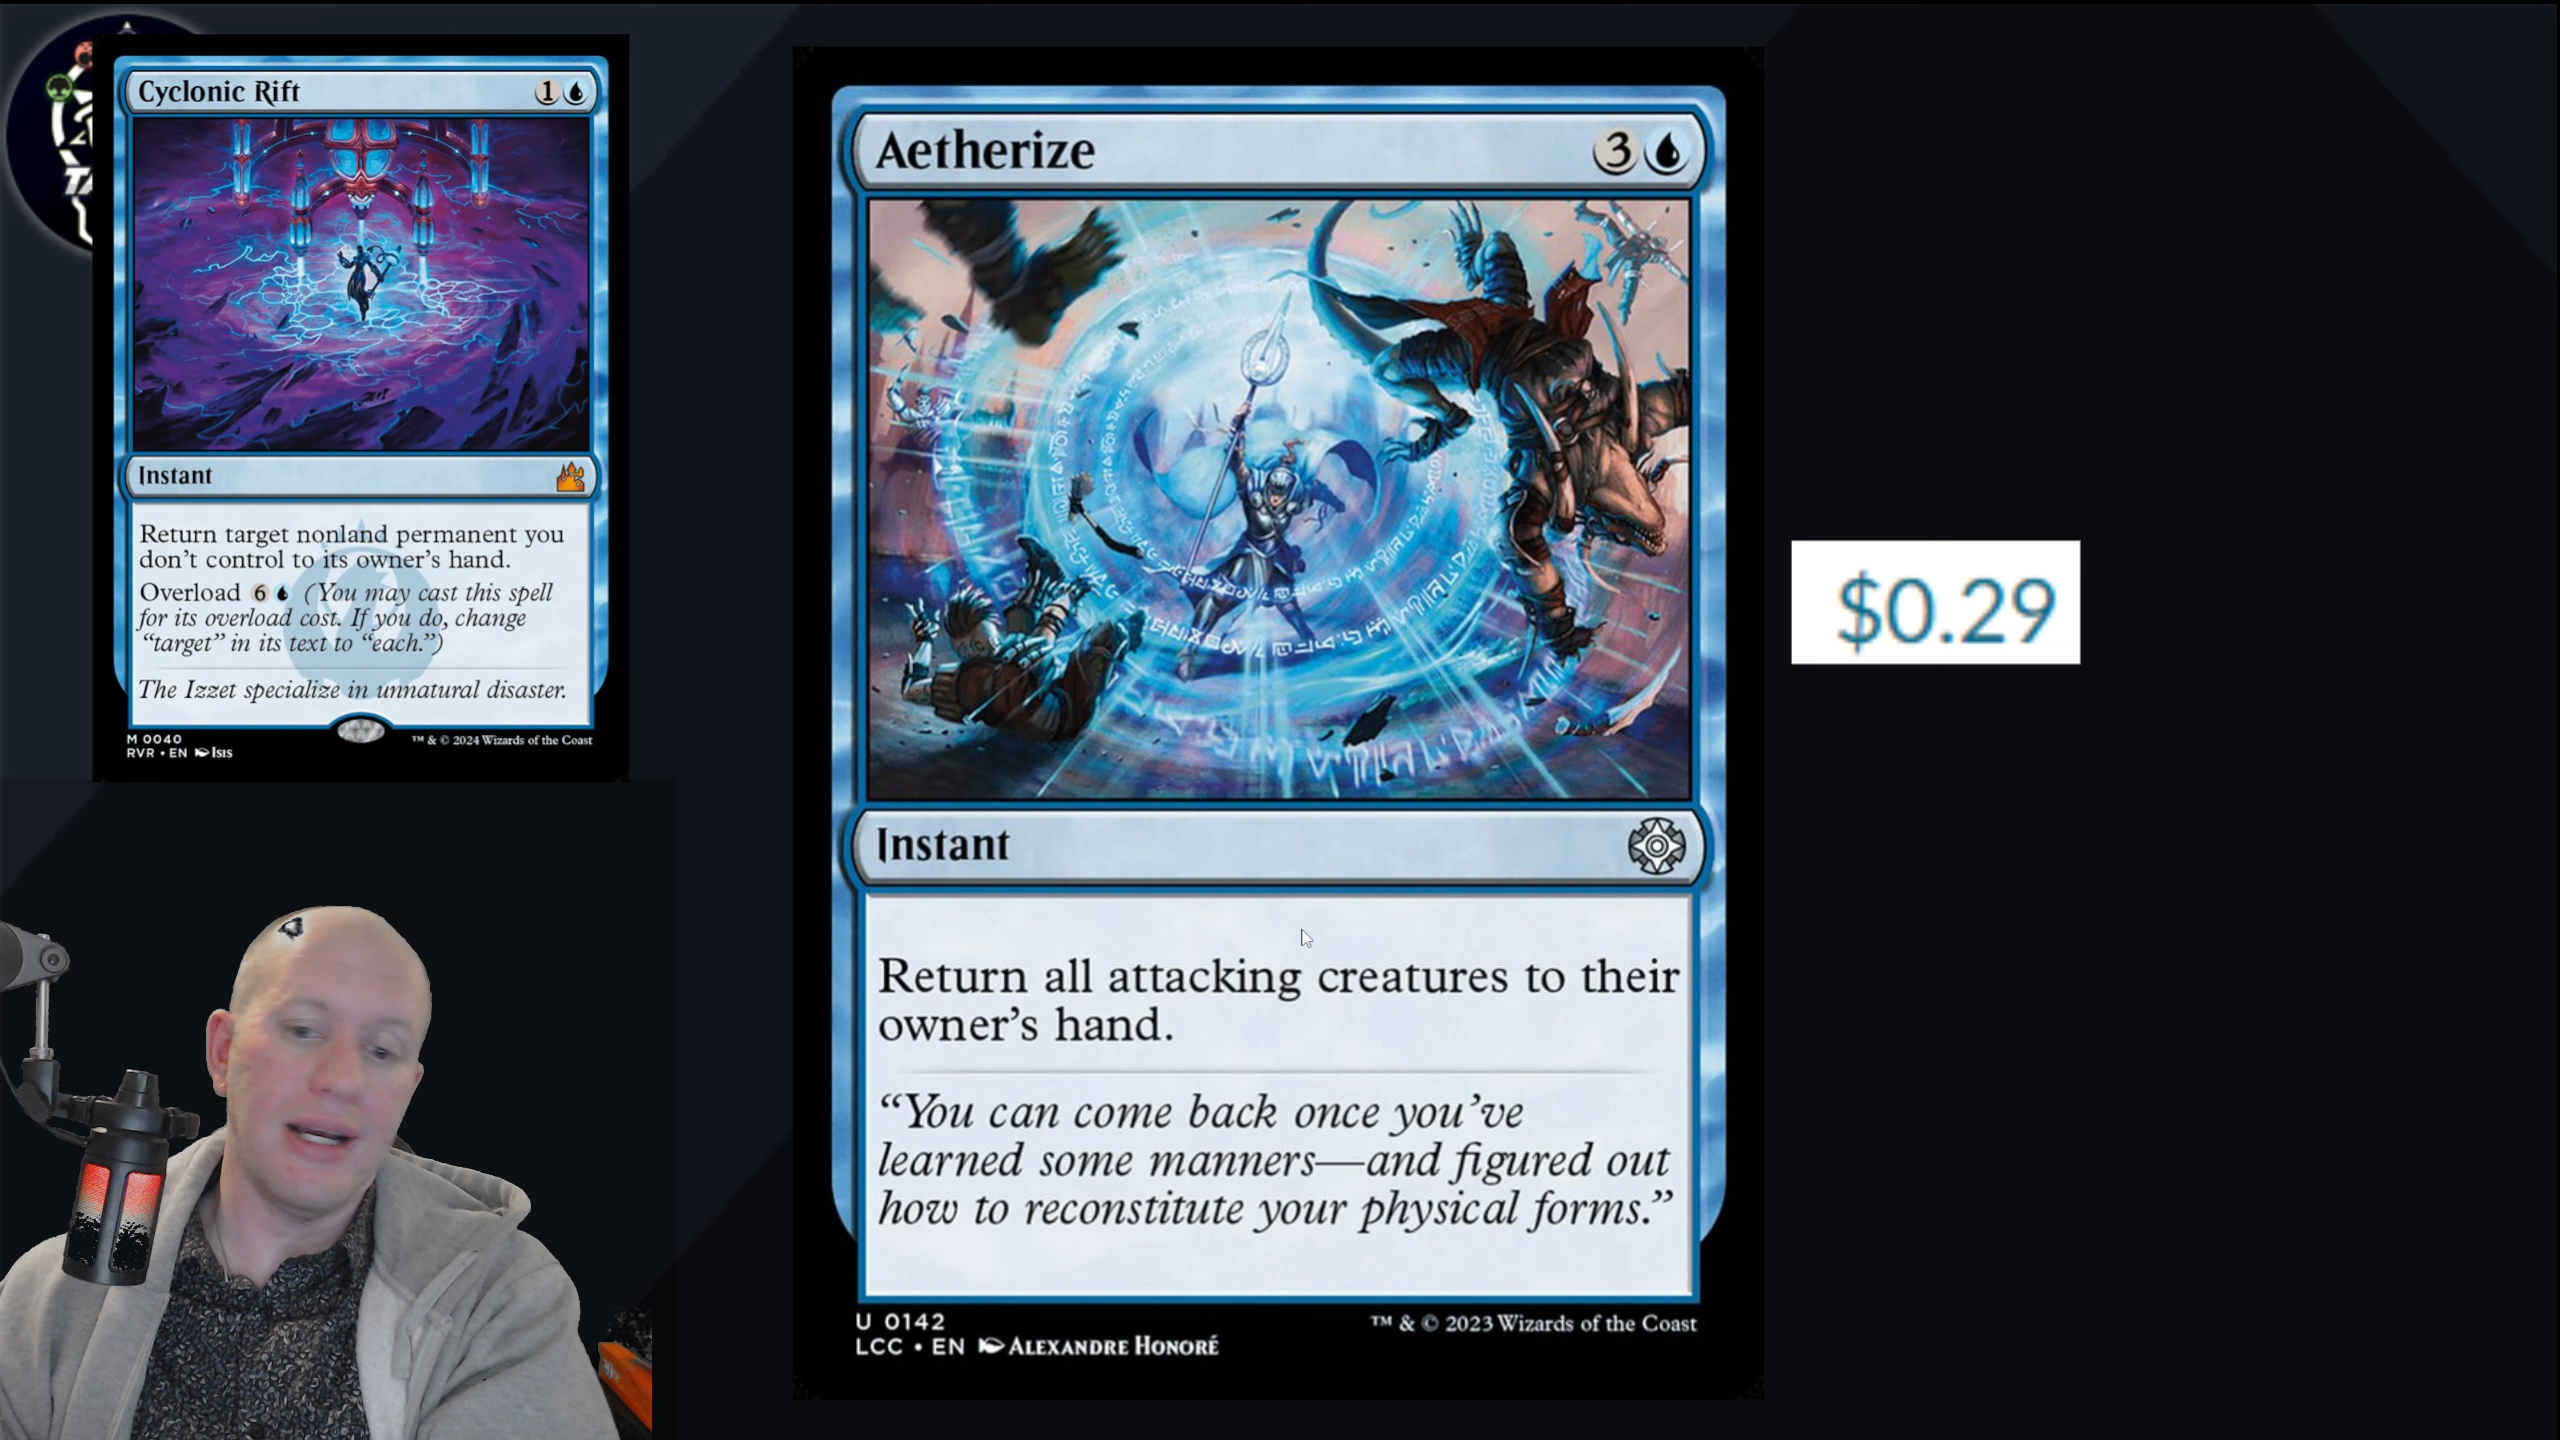 Cyclonic Rift 1
Instant
Return target nonland permanent you
don't control to its owner's hand.
Overload 6 (You may cast this spell
for its overload cost. If you do, change
"target" in its text to "each.")
The Izzet specialize in unnatural disaster.
M 0040
RVR • EN Isis
™ & © 2024 Wizards of the Coast
Aetherize 3
Instant
Return all attacking creatures to their
owner's hand.
"You can come back once you've
learned some manners—and figured out
how to reconstitute your physical forms."
U 0142
LCC • EN Alexandre Honoré
™ & © 2023 Wizards of the Coast
$0.29